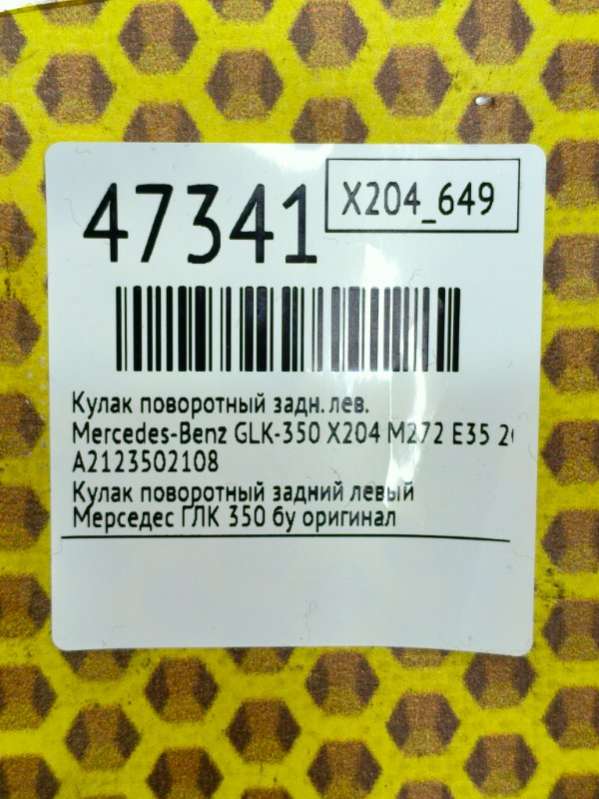 47341
X204_649
Кулак поворотный задн. лев.
Mercedes-Benz GLK-350 X204 M272 E35
A2123502108
Кулак поворотный задний левый
Мерседес ГЛК 350 бу оригинал